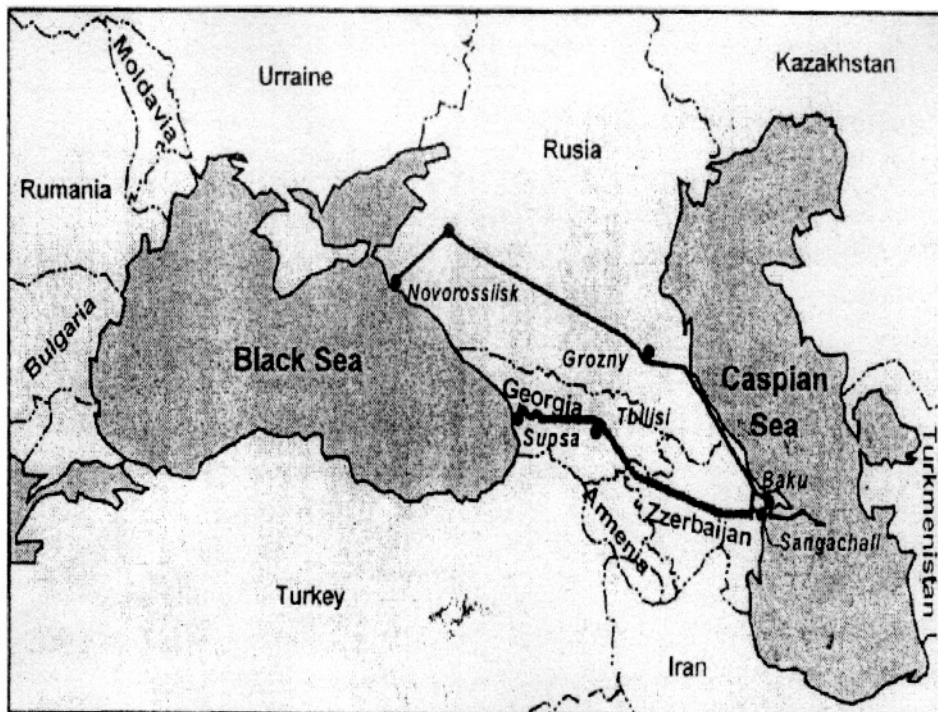 Kazakhstan
Moldavia
Urraine
Rusia
Rumania
Novorossiisk
Bulgaria
Black Sea
Grozny
Caspian
Sea
Georgia
Tbilisi
Supsa
Baku
Turkmenistan
Armenia
Zzerbaijan
Sangachall
Turkey
Iran